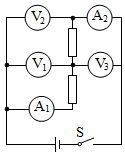 V₂ A₂
V₁ V₃
A₁
S